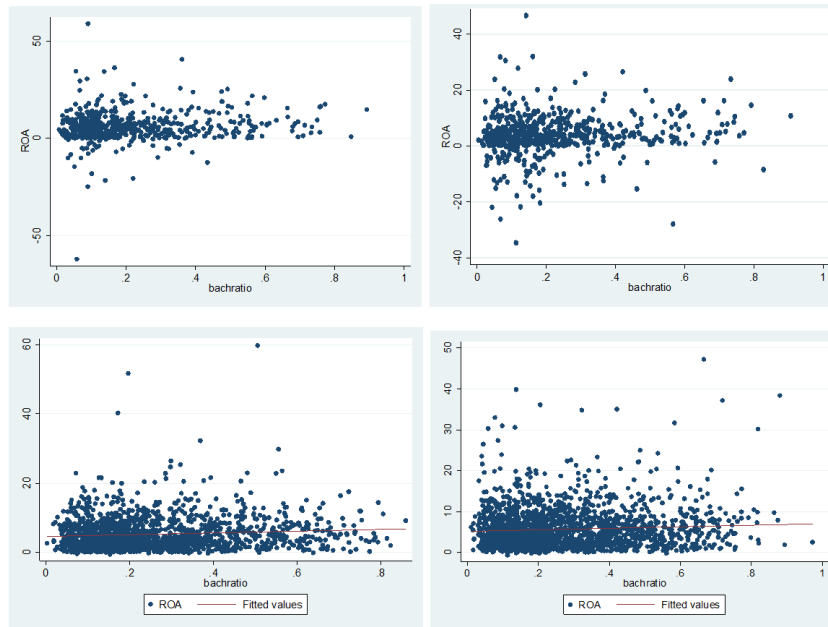 50
0
-50
ROA
0 .2 .4 .6 .8 1
bachratio
40
20
0
-20
-40
ROA
0 .2 .4 .6 .8 1
bachratio
60
40
20
0
0 .2 .4 .6 .8
bachratio
ROA Fitted values
50
40
30
20
10
0
0 .2 .4 .6 .8 1
bachratio
ROA Fitted values